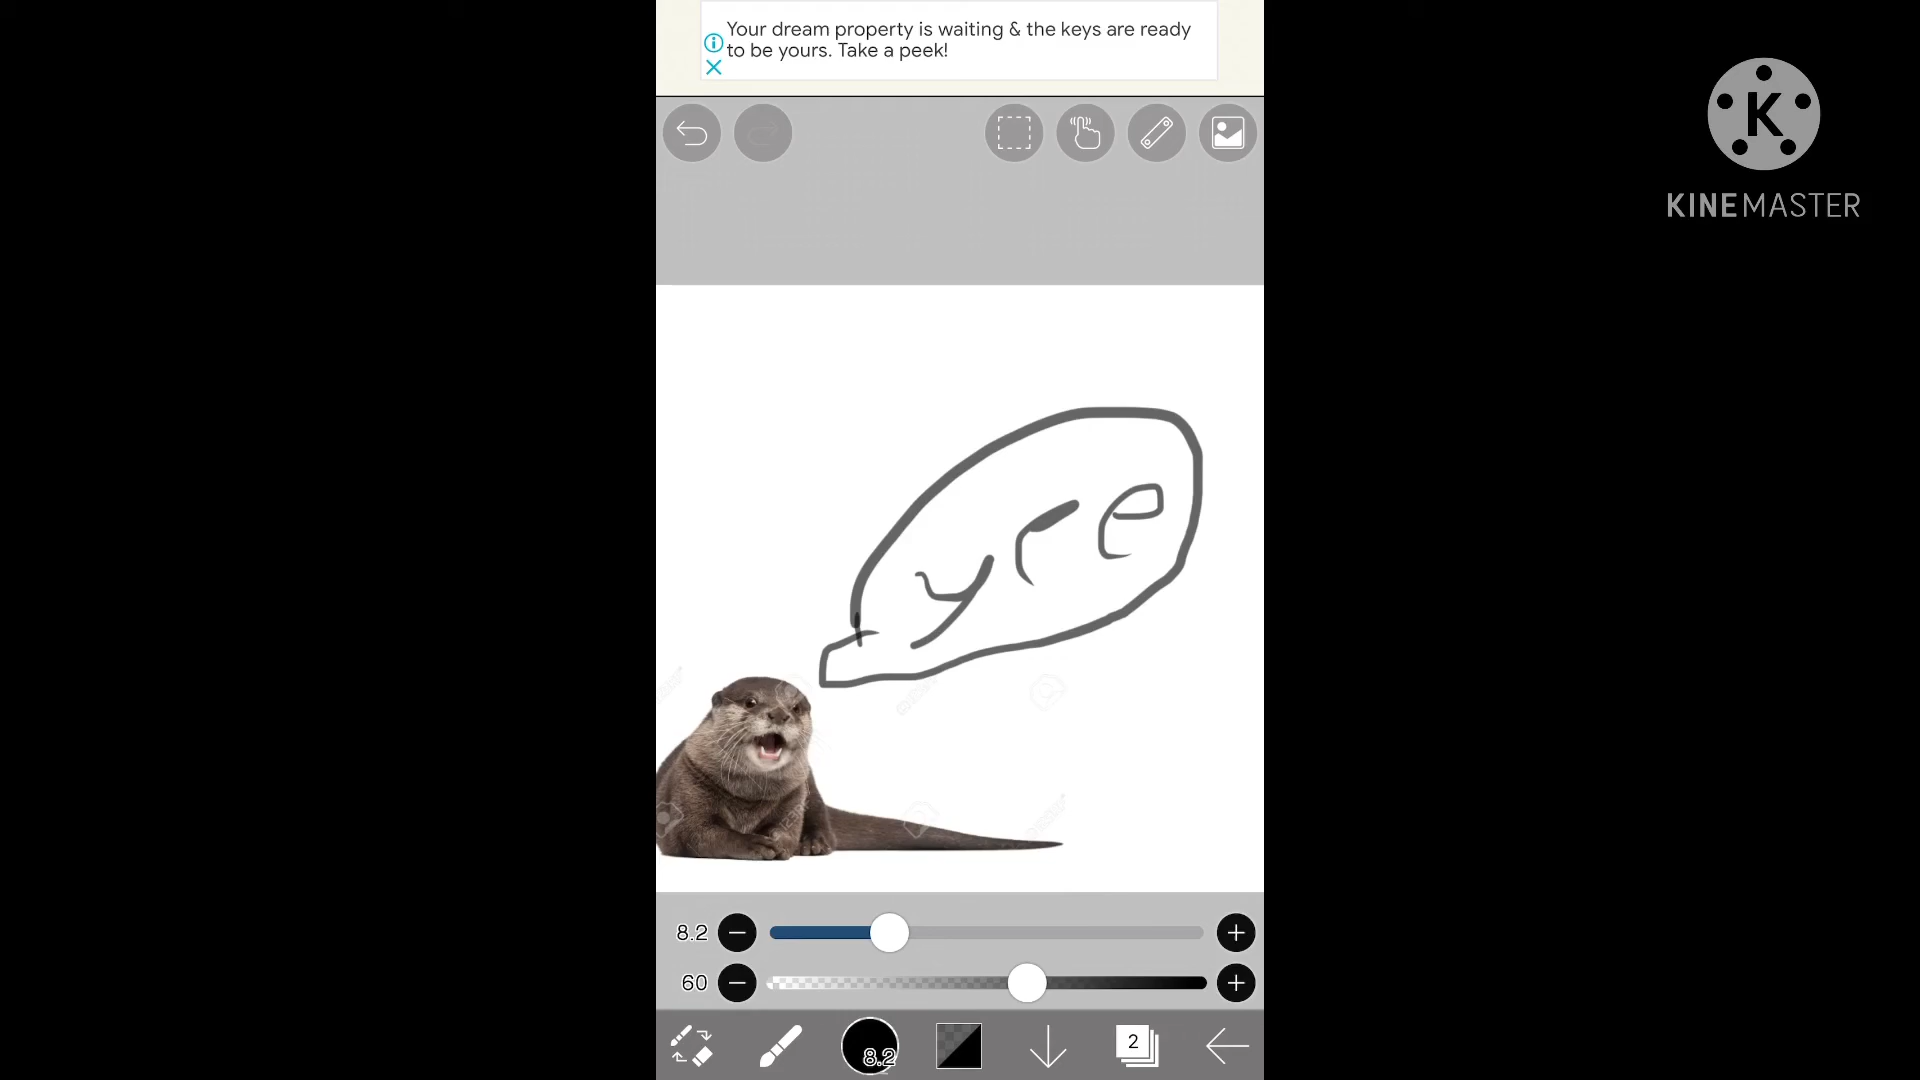 Your dream property is waiting & the keys are ready
to be yours. Take a peek!
K
KINEMASTER
yre
8.2
60
8.2
2